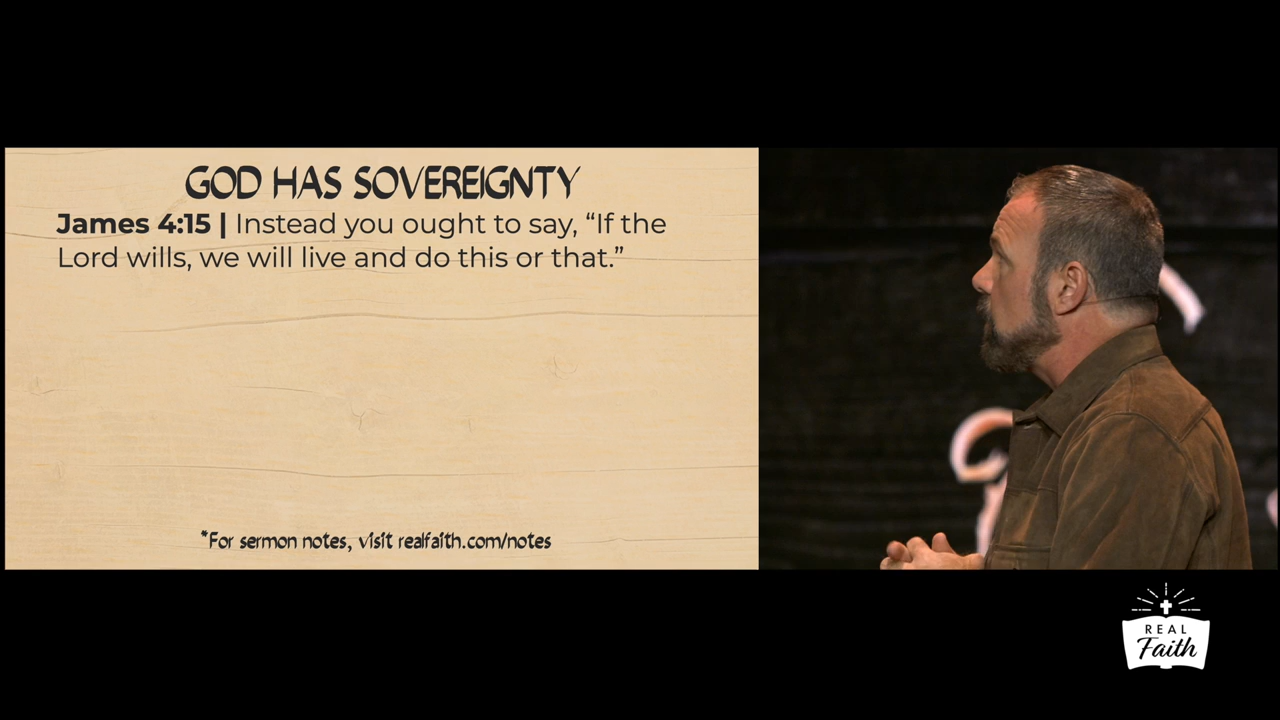 GOD HAS SOVEREIGNTY
James 4:15 | Instead you ought to say, “If the
Lord wills, we will live and do this or that.”
*For sermon notes, visit realfaith.com/notes
REAL
Faith